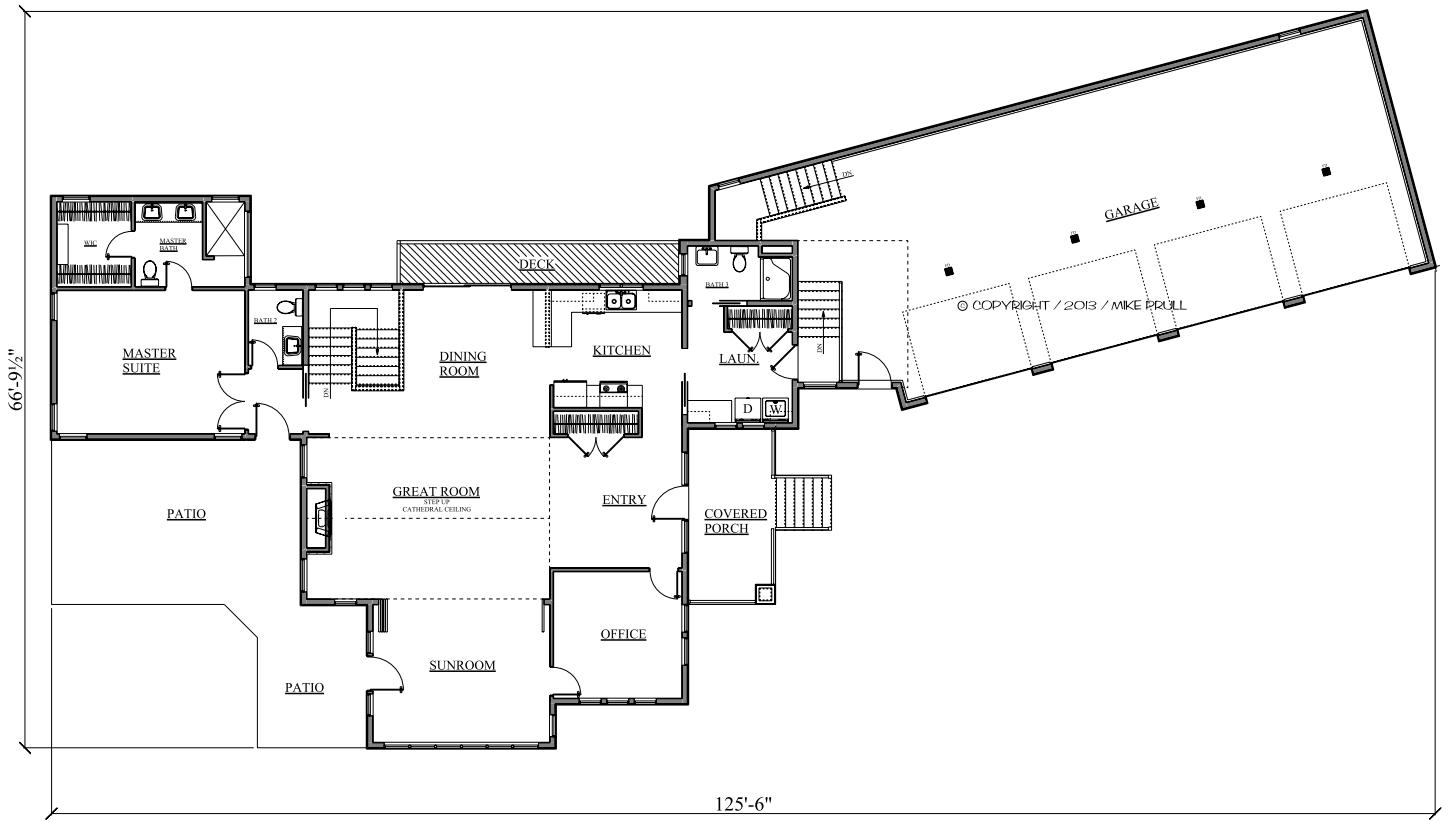 DN.
GARAGE
WIC
MASTER
BATH
DECK
BATH 3
© COPYRIGHT / 2013 / MIKE PRULL
BATH 2
MASTER
SUITE
DINING
ROOM
KITCHEN
LAUN.
DN
DN
D
W
66'-9½"
GREAT ROOM
STEP UP
CATHEDRAL CEILING
ENTRY
PATIO
COVERED
PORCH
OFFICE
SUNROOM
PATIO
125'-6"